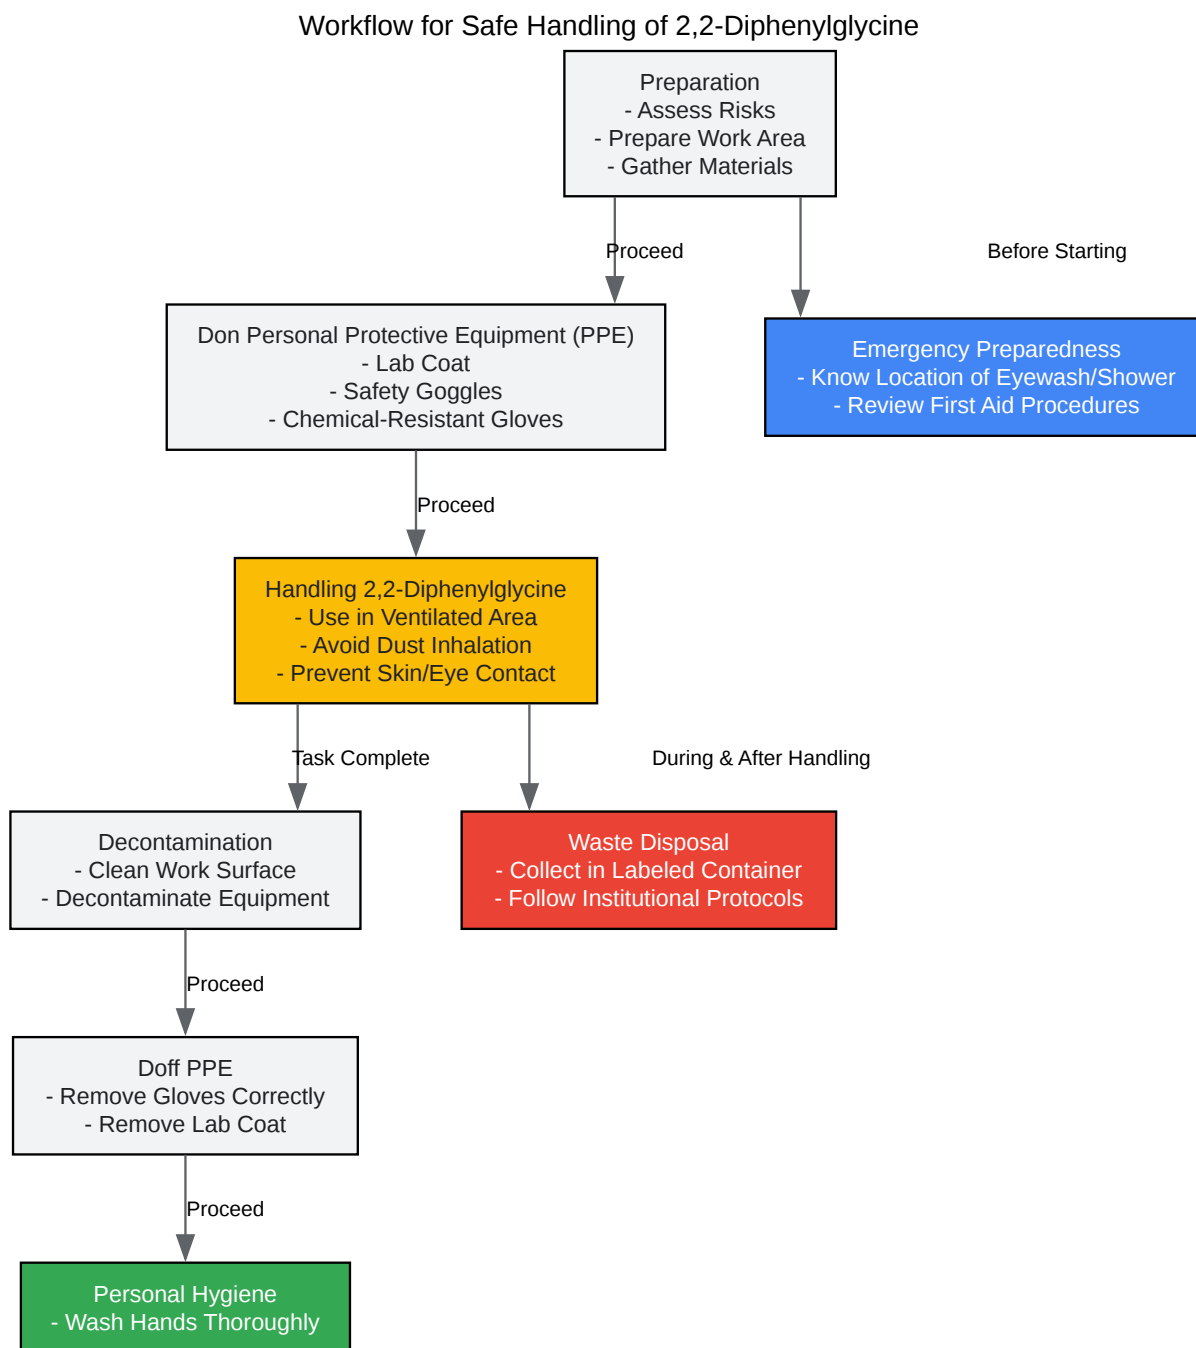 Workflow for Safe Handling of 2,2-Diphenylglycine
Preparation
- Assess Risks
- Prepare Work Area
- Gather Materials
Proceed
Before Starting
Don Personal Protective Equipment (PPE)
- Lab Coat
- Safety Goggles
- Chemical-Resistant Gloves
Emergency Preparedness
- Know Location of Eyewash/Shower
- Review First Aid Procedures
Proceed
Handling 2,2-Diphenylglycine
- Use in Ventilated Area
- Avoid Dust Inhalation
- Prevent Skin/Eye Contact
Task Complete
During & After Handling
Decontamination
- Clean Work Surface
- Decontaminate Equipment
Waste Disposal
- Collect in Labeled Container
- Follow Institutional Protocols
Proceed
Doff PPE
- Remove Gloves Correctly
- Remove Lab Coat
Proceed
Personal Hygiene
- Wash Hands Thoroughly